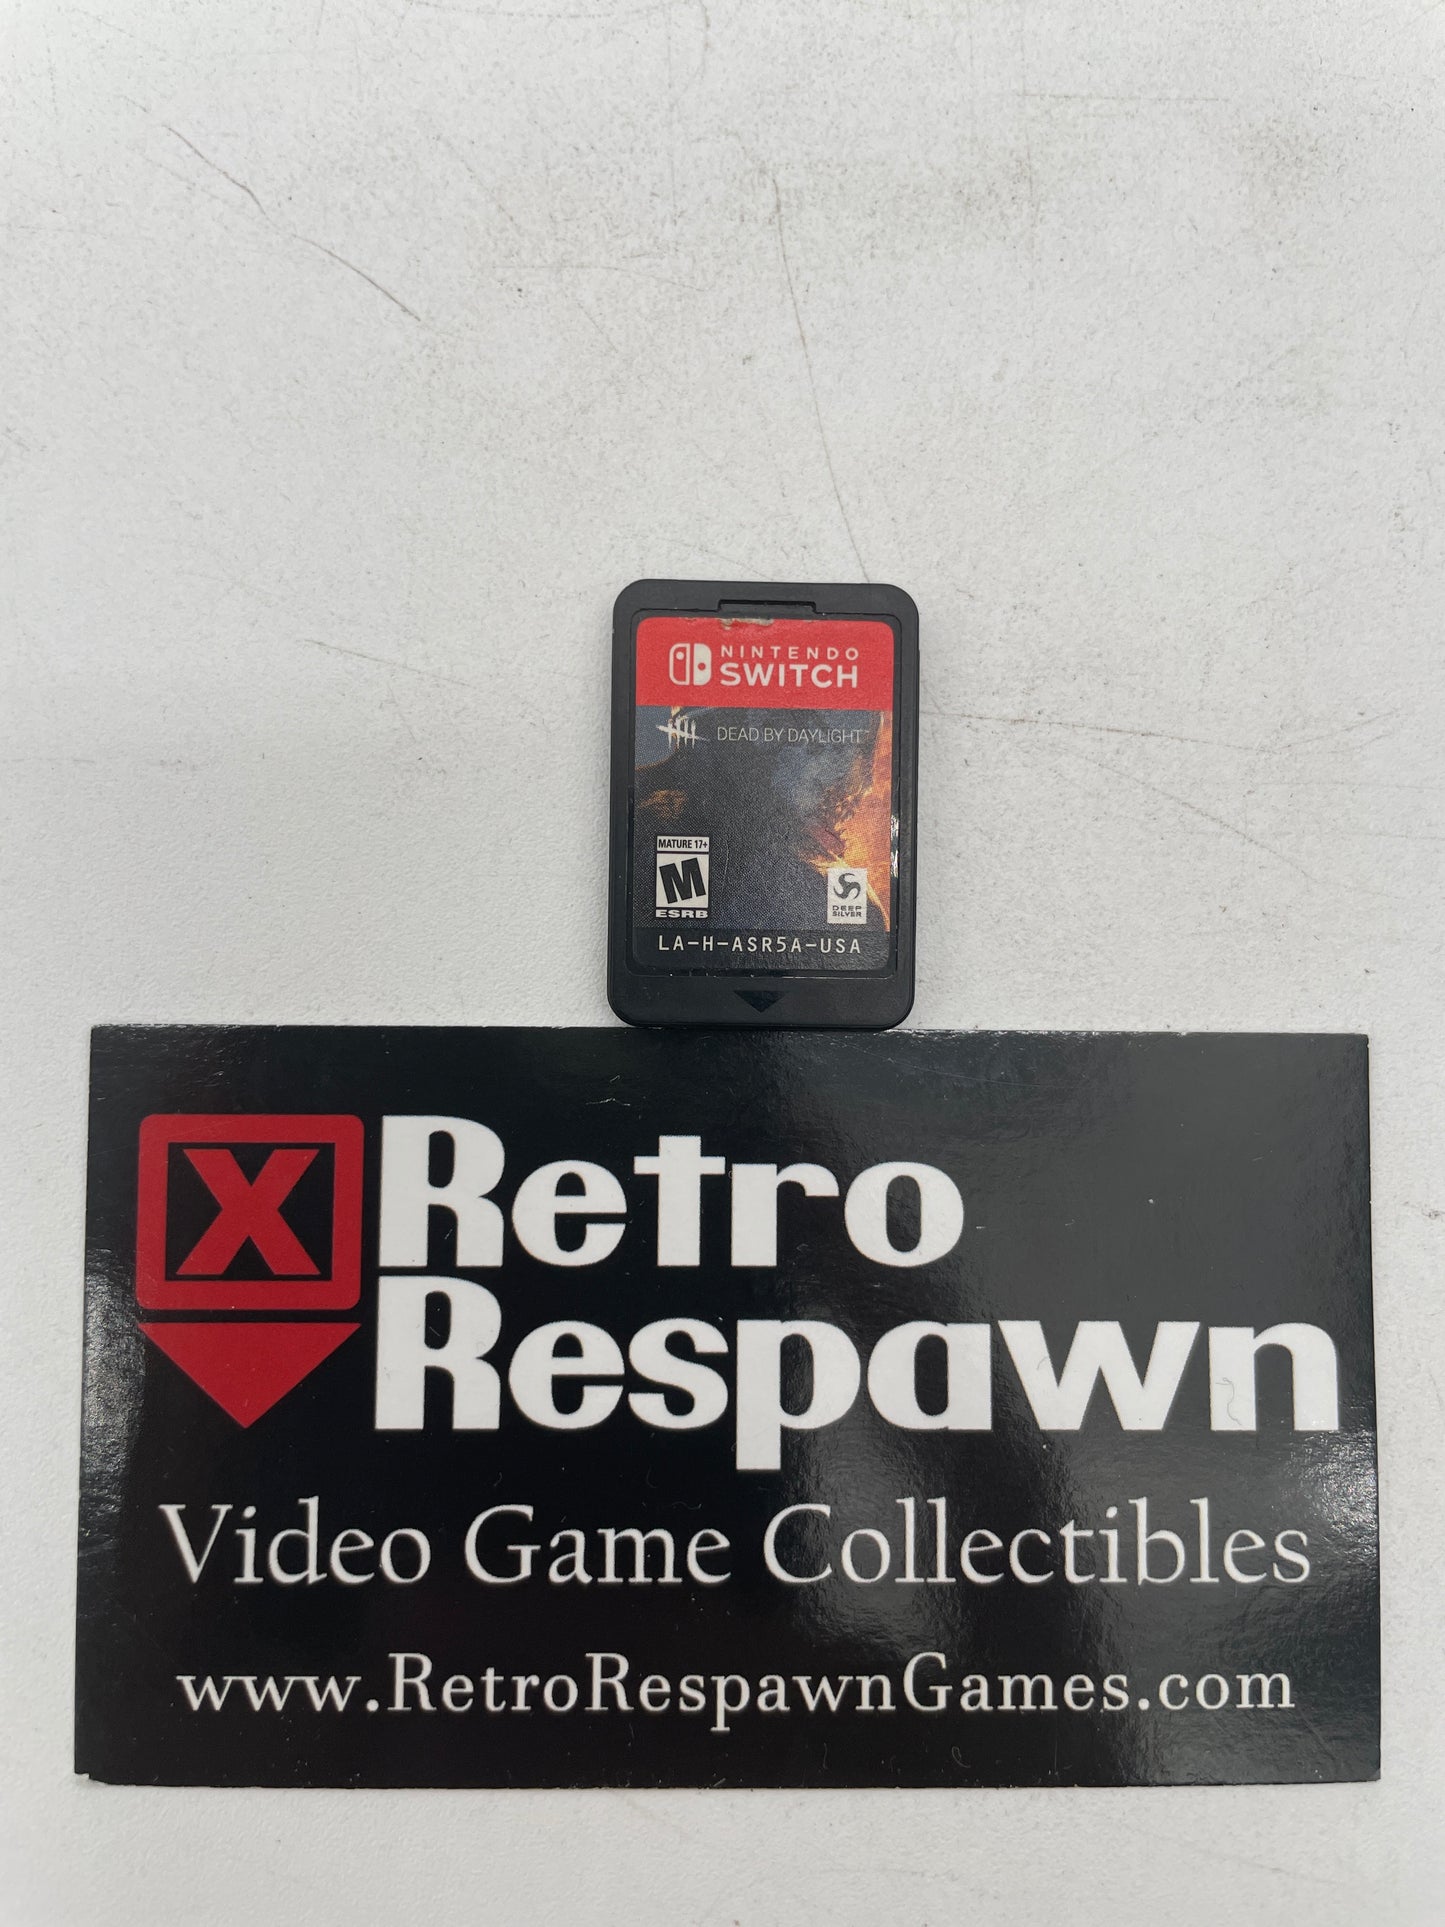 NINTENDO
SWITCH
DEAD BY DAYLIGHT™
MATURE 17+
M
ESRB
DEEP
SILVER
LA-H-ASR5A-USA
X
Retro
Respawn
Video Game Collectibles
www.RetroRespawnGames.com